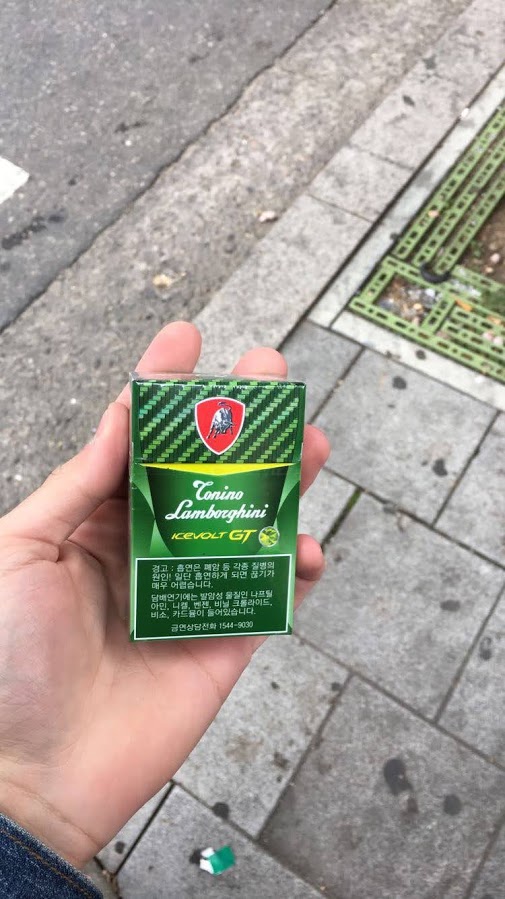 Tonino
Lamborghini
ICEVOLT GT
경고 : 흡연은 폐암 등 각종 질병의
원인! 일단 흡연하게 되면 끊기가
매우 어렵습니다.
담배연기에는 발암성 물질인 나프틸
아민, 니켈, 벤젠, 비닐 크롤라이드,
비소, 카드뮴이 들어있습니다.
금연상담전화 1544-9030